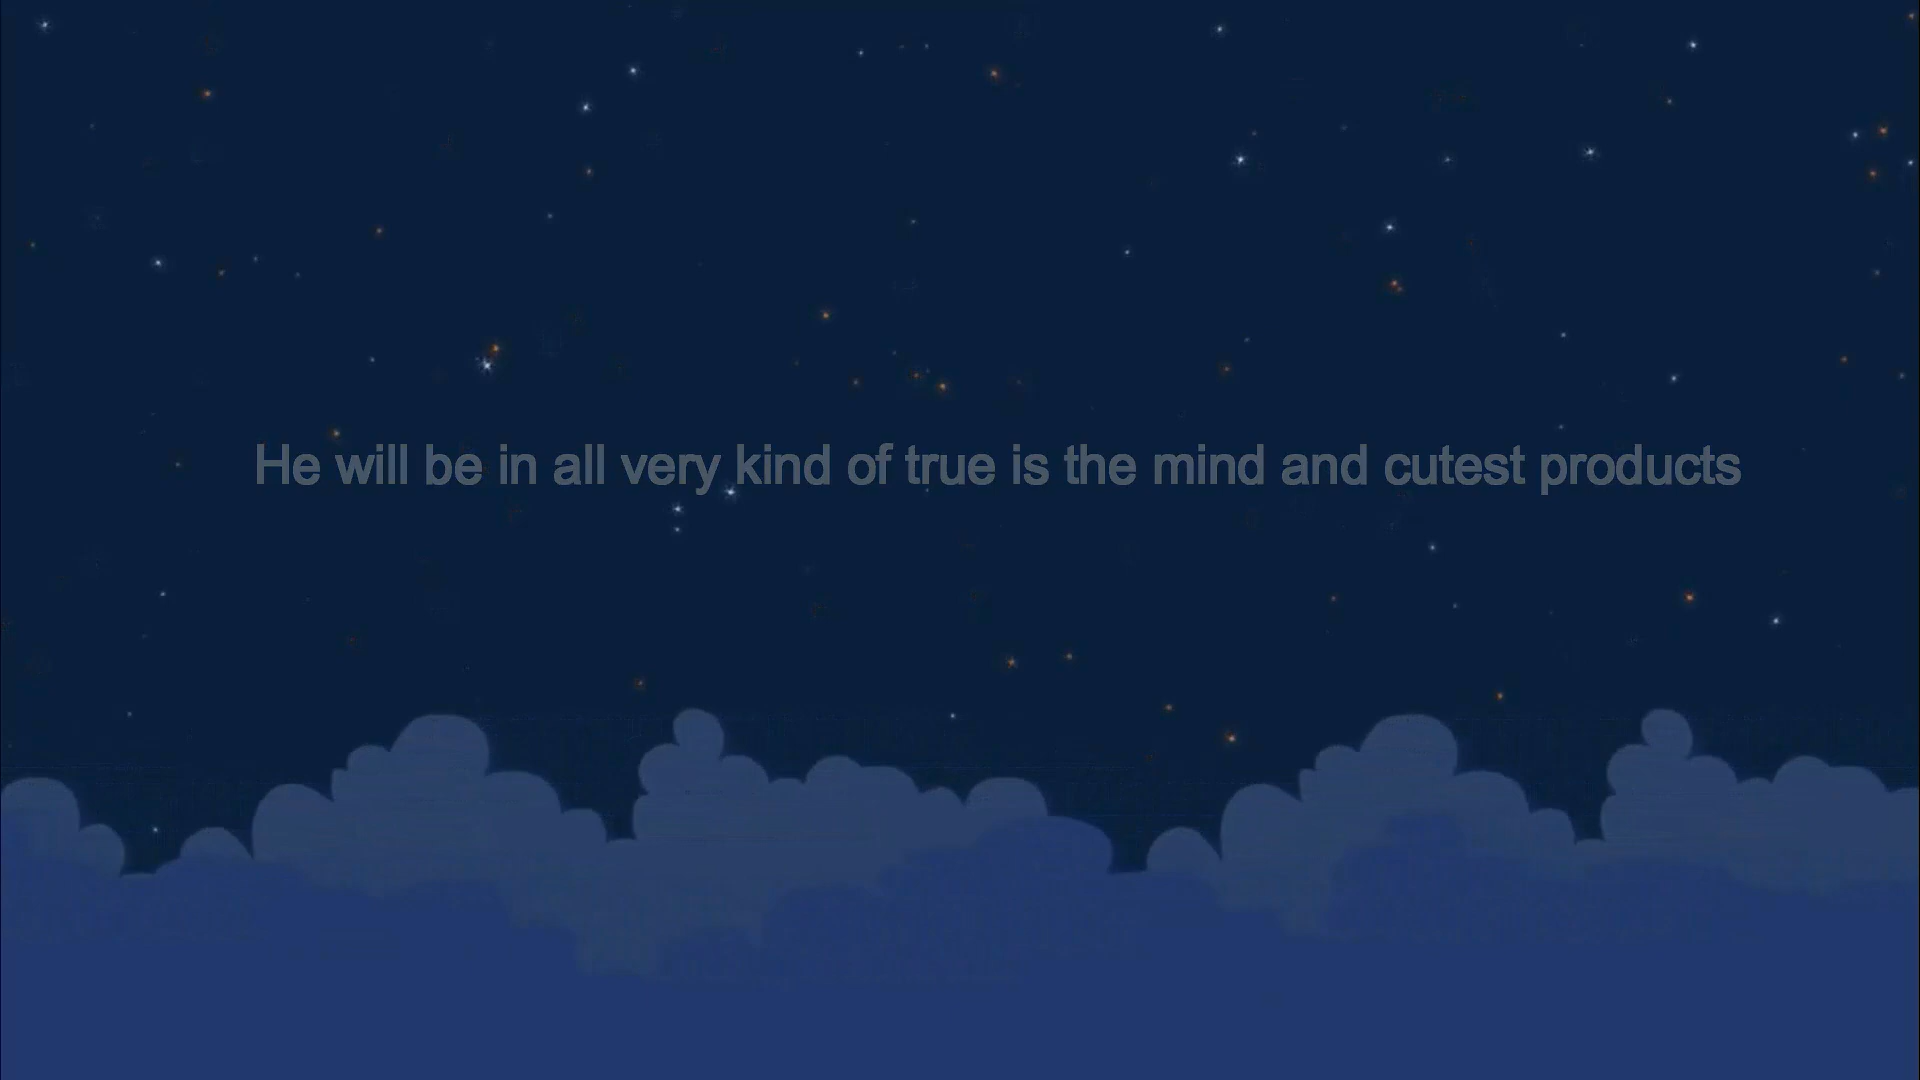 He will be in all very kind of true is the mind and cutest products